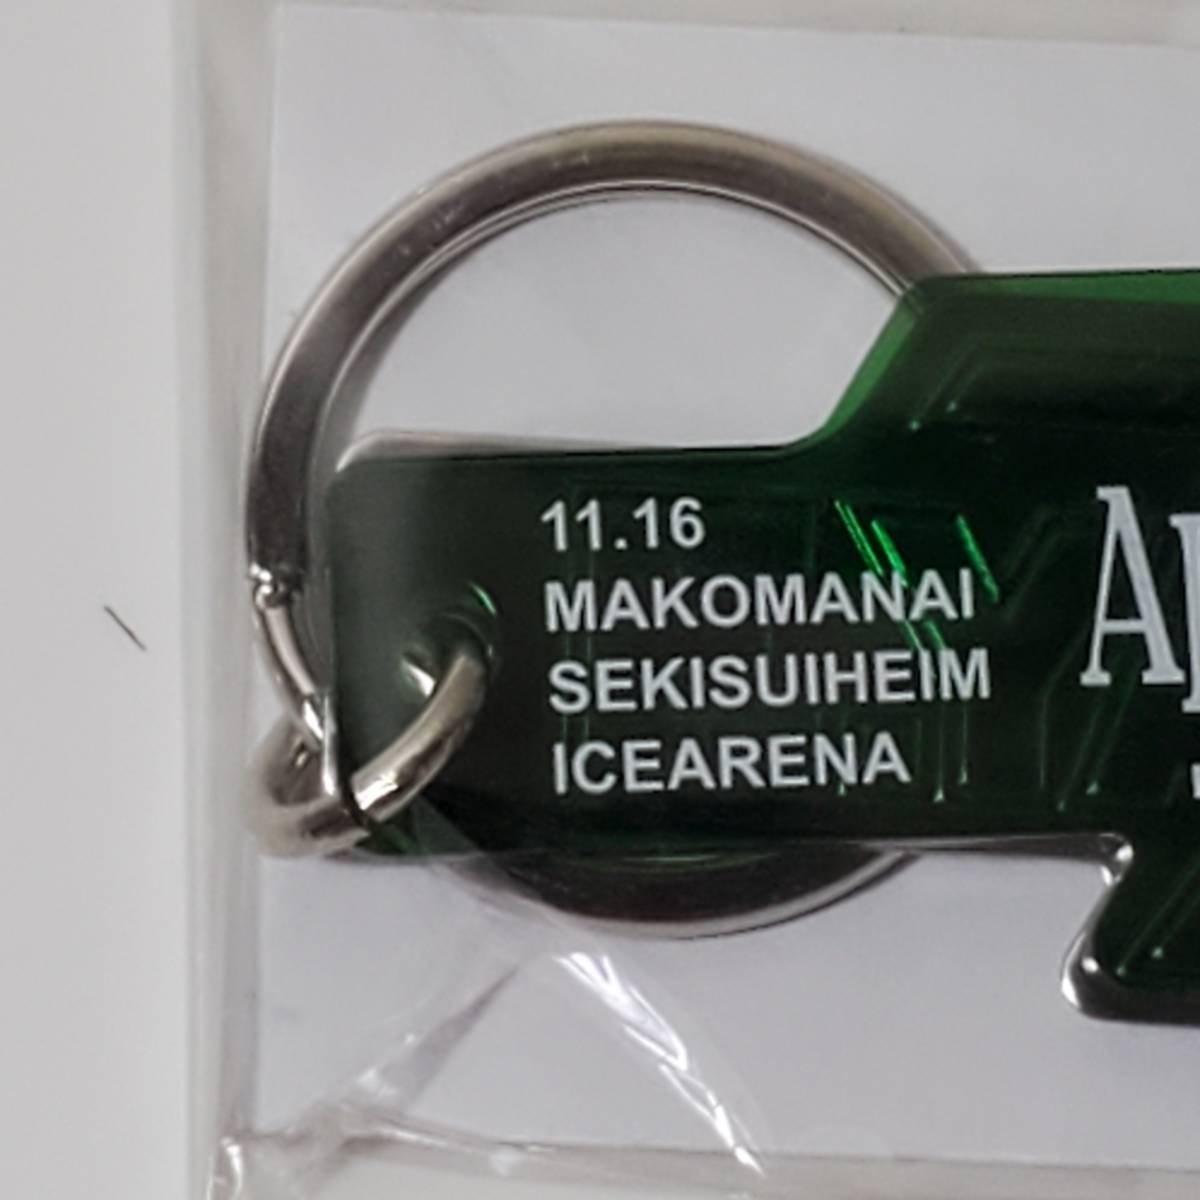 11.16
MAKOMANAI
SEKISUIHEIM
ICEARENA